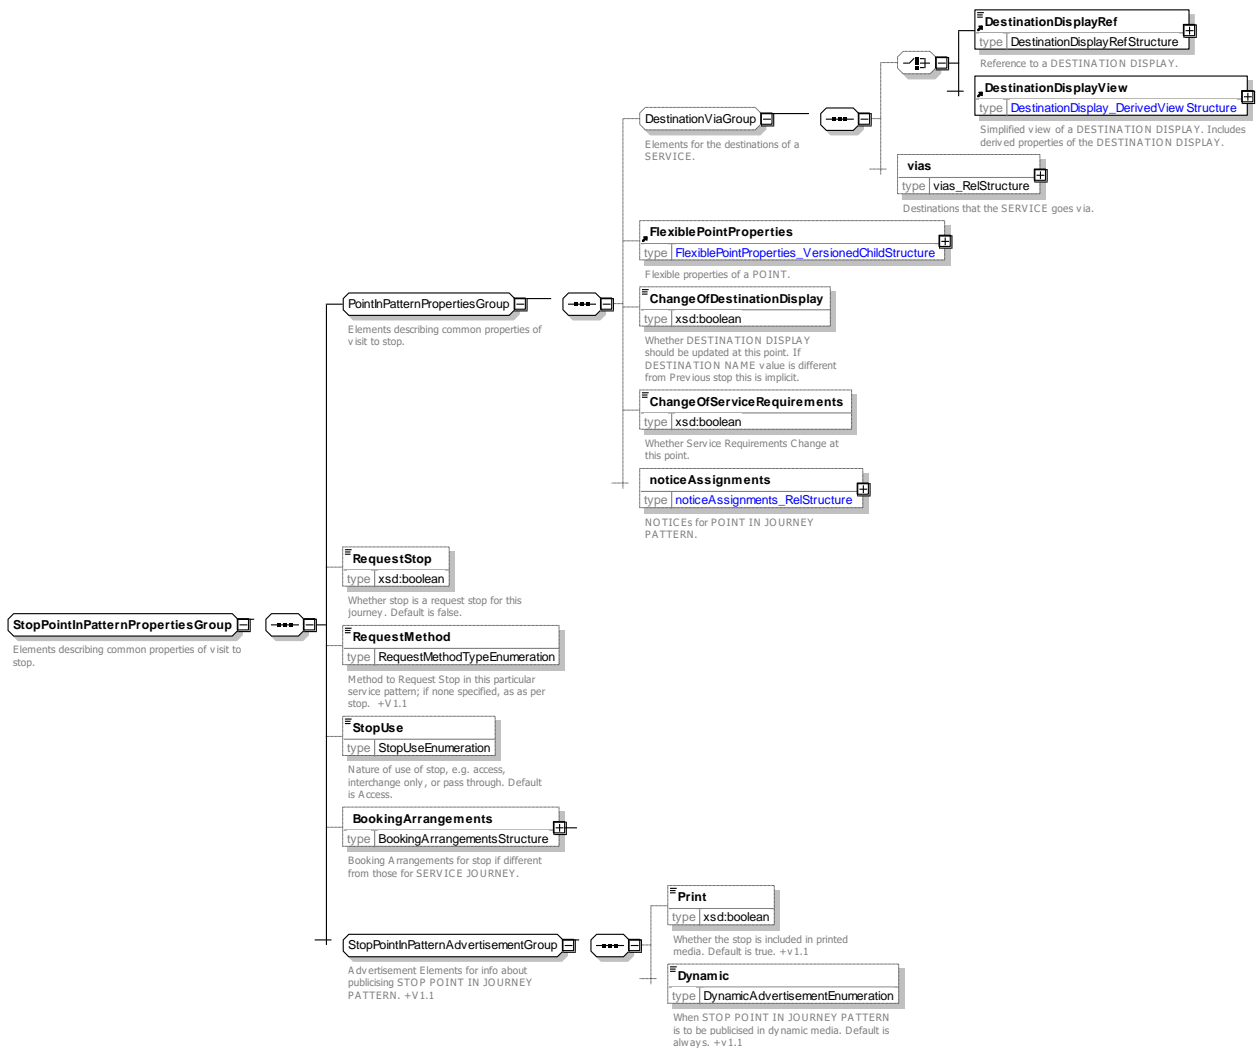 DestinationDisplayRef
type DestinationDisplayRefStructure
Reference to a DESTINATION DISPLAY.
DestinationDisplayView
type DestinationDisplay_DerivedViewStructure
Simplified view of a DESTINATION DISPLAY. Includes
derived properties of the DESTINATION DISPLAY.
DestinationViaGroup
Elements for the destinations of a
SERVICE.
vias
type vias_RelStructure
Destinations that the SERVICE goes via.
FlexiblePointProperties
type FlexiblePointProperties_VersionedChildStructure
Flexible properties of a POINT.
PointInPatternPropertiesGroup
Elements describing common properties of
visit to stop.
ChangeOfDestinationDisplay
type xsd:boolean
Whether DESTINATION DISPLAY
should be updated at this point. If
DESTINATION NAME value is different
from Previous stop this is implicit.
ChangeOfServiceRequirements
type xsd:boolean
Whether Service Requirements Change at
this point.
noticeAssignments
type noticeAssignments_RelStructure
NOTICEs for POINT IN JOURNEY
PATTERN.
RequestStop
type xsd:boolean
Whether stop is a request stop for this
journey. Default is false.
StopPointInPatternPropertiesGroup
Elements describing common properties of visit to
stop.
RequestMethod
type RequestMethodTypeEnumeration
Method to Request Stop in this particular
service pattern; if none specified, as as per
stop. +V1.1
StopUse
type StopUseEnumeration
Nature of use of stop, e.g. access,
interchange only, or pass through. Default
is Access.
BookingArrangements
type BookingArrangementsStructure
Booking Arrangements for stop if different
from those for SERVICE JOURNEY.
StopPointInPatternAdvertisementGroup
Advertisement Elements for info about
publicising STOP POINT IN JOURNEY
PATTERN. +V1.1
Print
type xsd:boolean
Whether the stop is included in printed
media. Default is true. +v1.1
Dynamic
type DynamicAdvertisementEnumeration
When STOP POINT IN JOURNEY PATTERN
is to be publicised in dynamic media. Default is
always. +v1.1